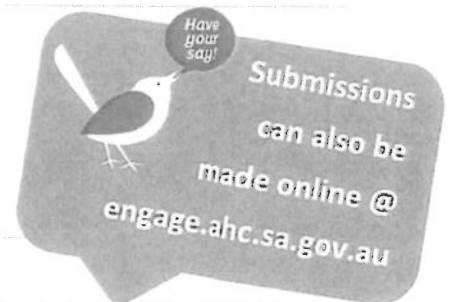 Have
your
say!
Submissions
can also be
made online @
engage.ahc.sa.gov.au